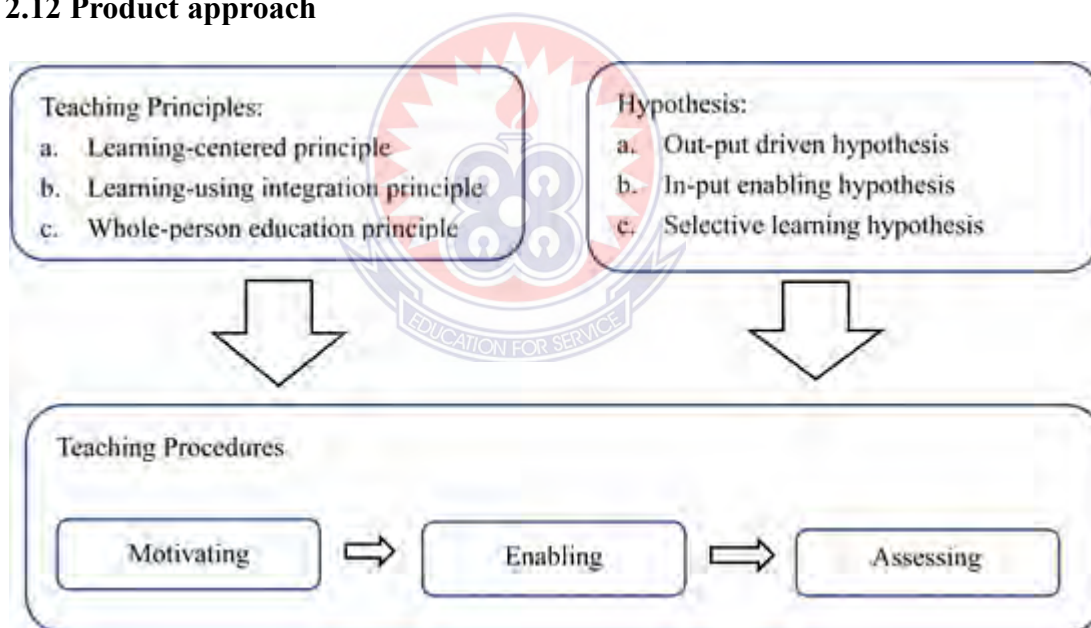 2.12 Product approach
Teaching Principles:
a. Learning-centered principle
b. Learning-using integration principle
c. Whole-person education principle
Hypothesis:
a. Out-put driven hypothesis
b. In-put enabling hypothesis
c. Selective learning hypothesis
EDUCATION FOR SERVICE
Teaching Procedures
Motivating
Enabling
Assessing